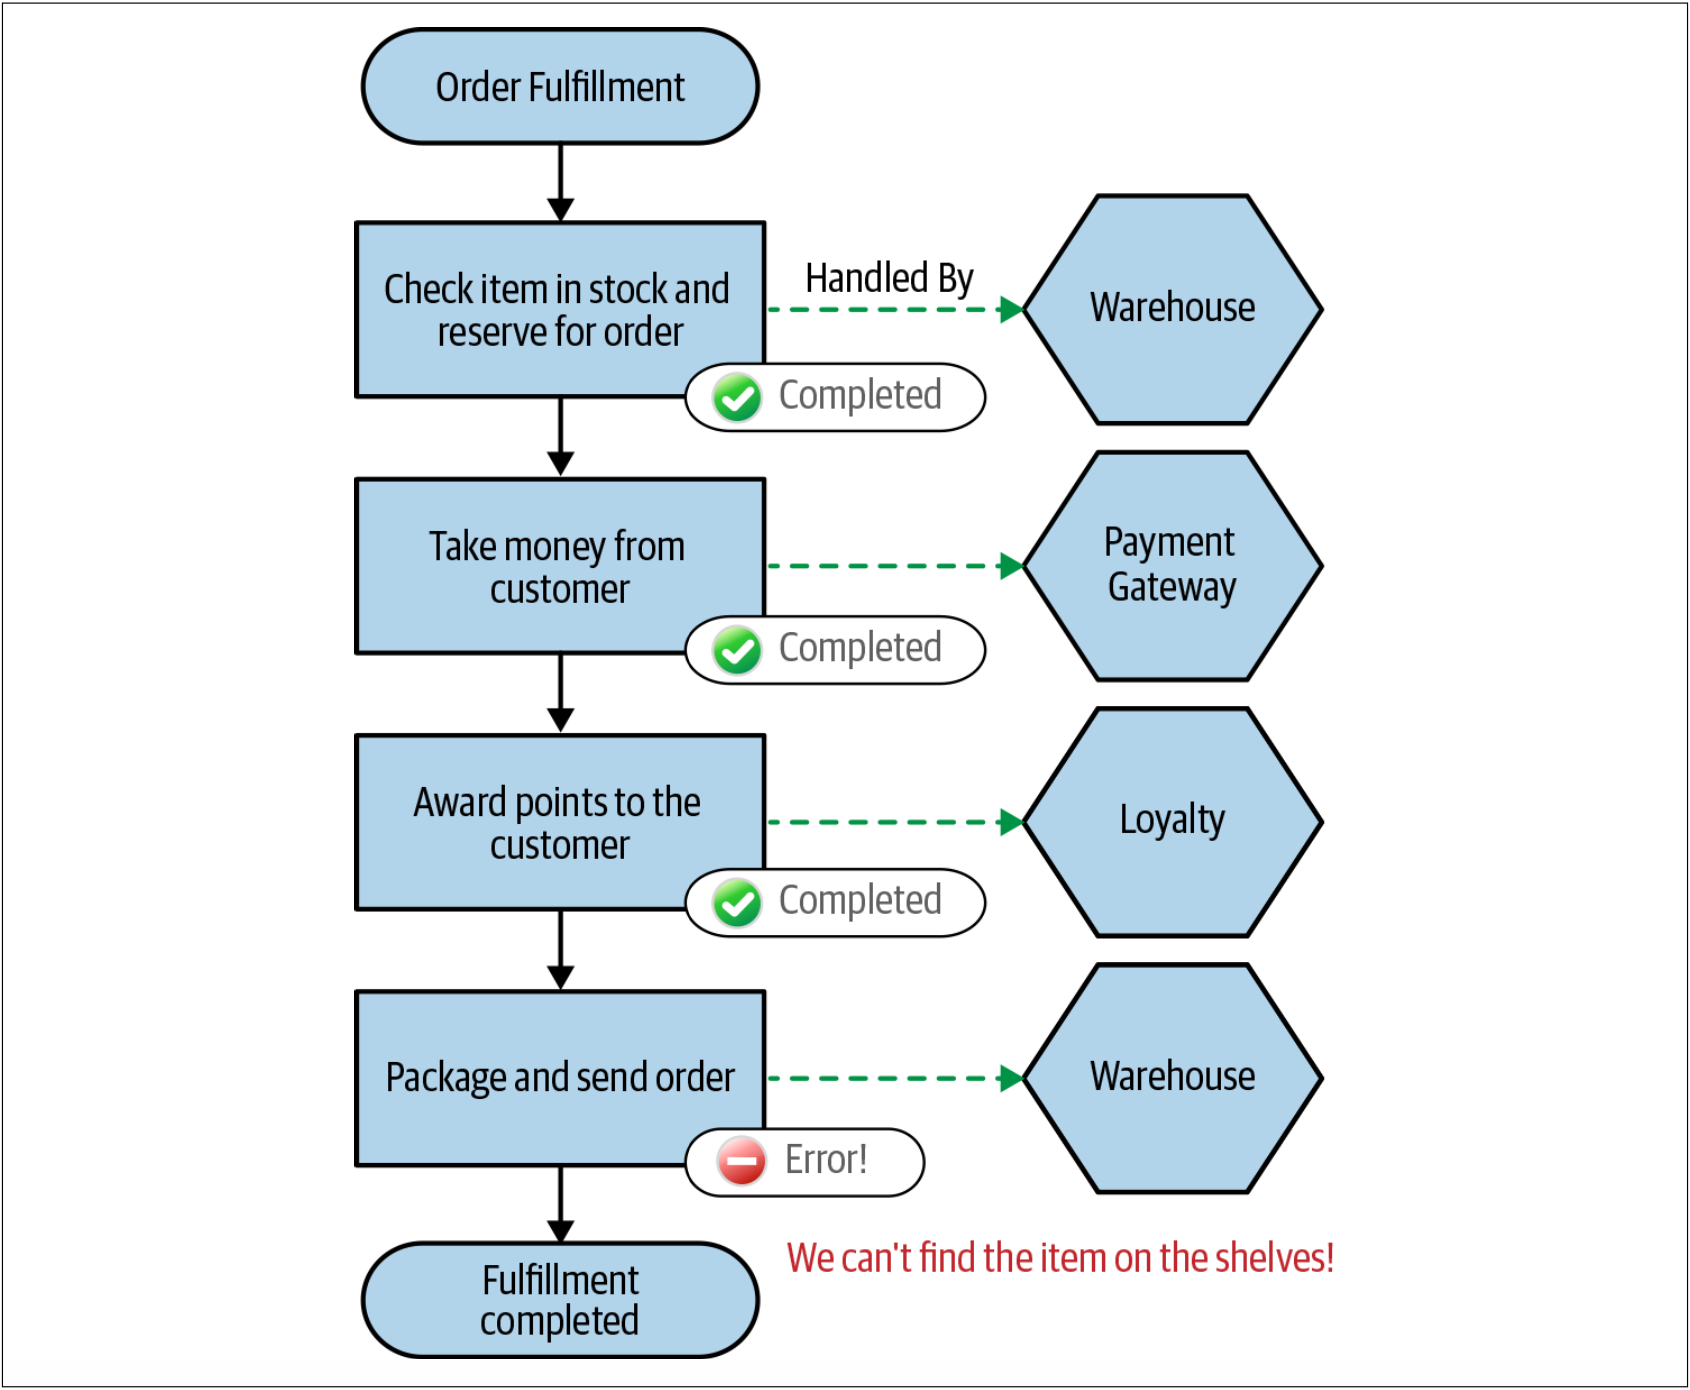 Order Fulfillment
Check item in stock and
reserve for order
Handled By
Warehouse
Completed
Take money from
customer
Payment
Gateway
Completed
Award points to the
customer
Loyalty
Completed
Package and send order
Warehouse
Error!
We can't find the item on the shelves!
Fulfillment
completed